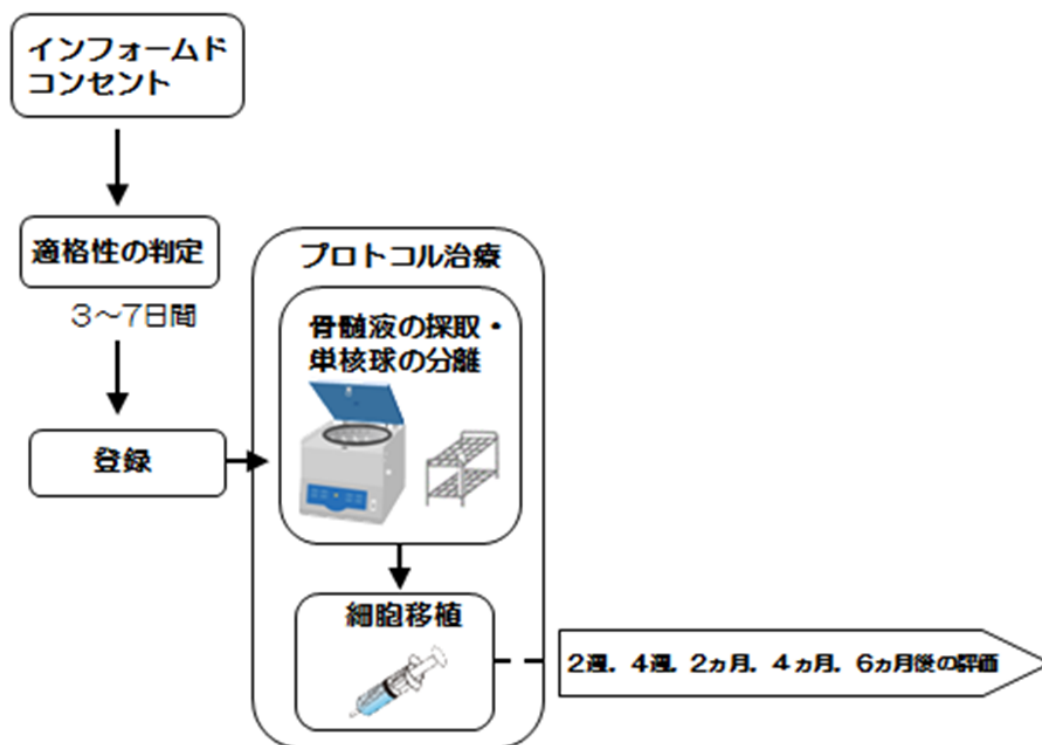 インフォームド
コンセント
適格性の判定
3～7日間
登録
プロトコル治療
骨髄液の採取・
単核球の分離
細胞移植
2週，4週，2ヵ月，4ヵ月，6ヵ月後の評価